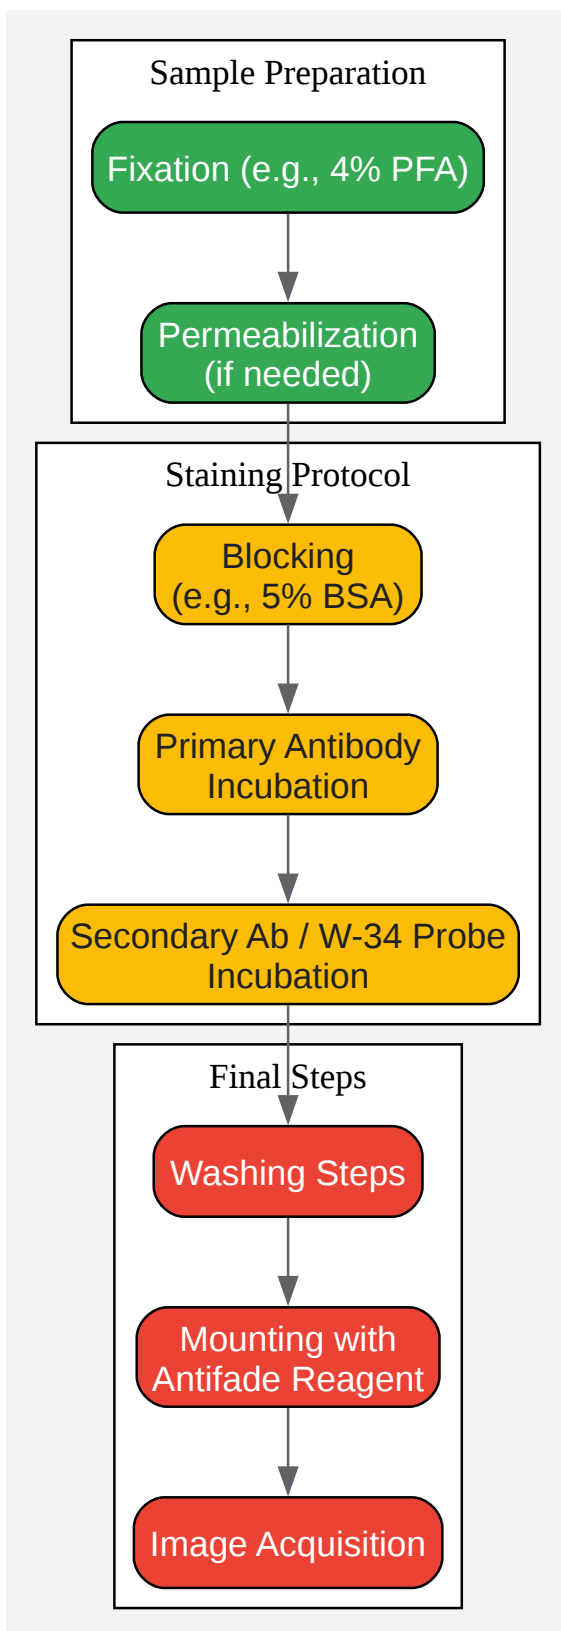 Sample Preparation
Fixation (e.g., 4% PFA)
Permeabilization
(if needed)
Staining Protocol
Blocking
(e.g., 5% BSA)
Primary Antibody
Incubation
Secondary Ab / W-34 Probe
Incubation
Final Steps
Washing Steps
Mounting with
Antifade Reagent
Image Acquisition